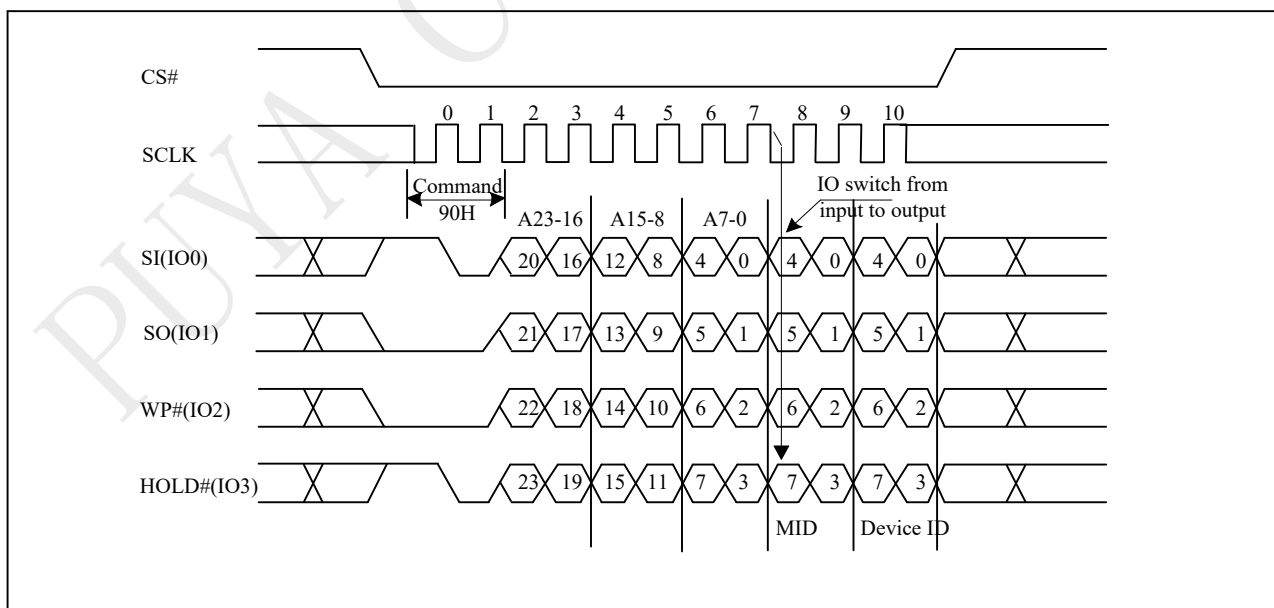 PUYA C
CS#
0 1 2 3 4 5 6 7 8 9 10
SCLK
Command
90H
IO switch from
input to output
A23-16 A15-8 A7-0
SI(IO0) 20 16 12 8 4 0 4 0 4 0
SO(IO1) 21 17 13 9 5 1 5 1 5 1
WP#(IO2) 22 18 14 10 6 2 6 2 6 2
HOLD#(IO3) 23 19 15 11 7 3 7 3 7 3
MID Device ID